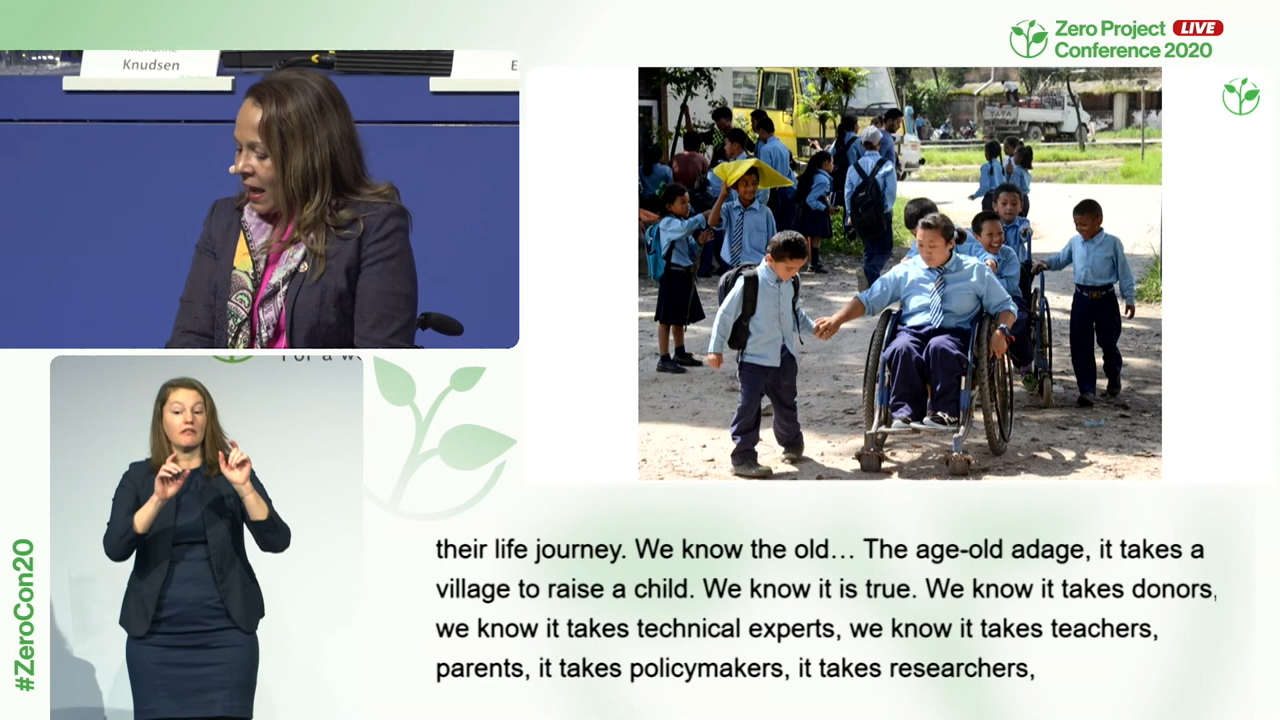 Zero Project LIVE
Conference 2020
Knudsen
E
TATA
For a w
#ZeroCon20
their life journey. We know the old… The age-old adage, it takes a
village to raise a child. We know it is true. We know it takes donors,
we know it takes technical experts, we know it takes teachers,
parents, it takes policymakers, it takes researchers,